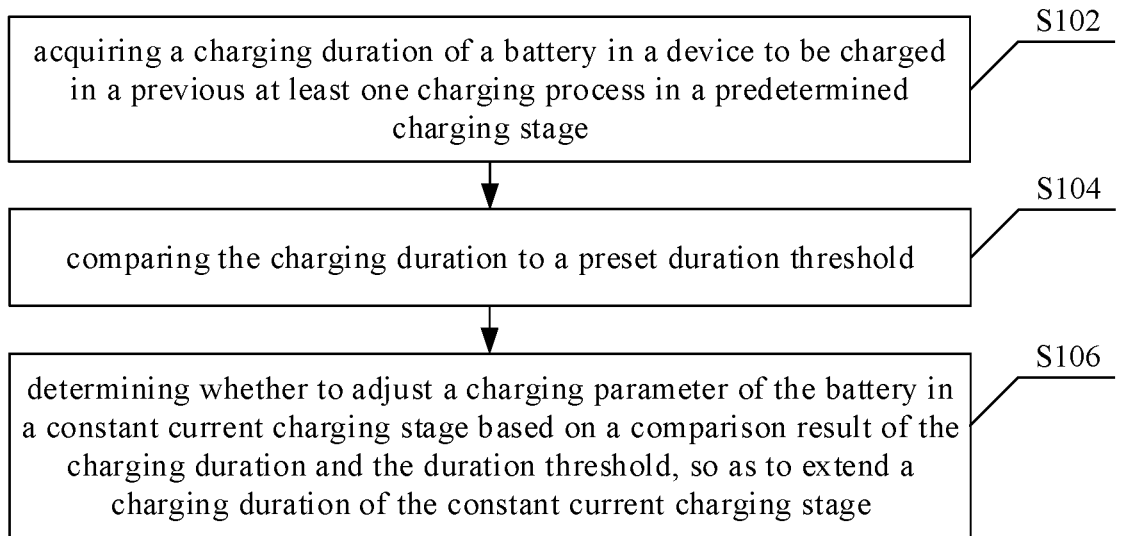 S102
acquiring a charging duration of a battery in a device to be charged
in a previous at least one charging process in a predetermined
charging stage
S104
comparing the charging duration to a preset duration threshold
S106
determining whether to adjust a charging parameter of the battery in
a constant current charging stage based on a comparison result of the
charging duration and the duration threshold, so as to extend a
charging duration of the constant current charging stage